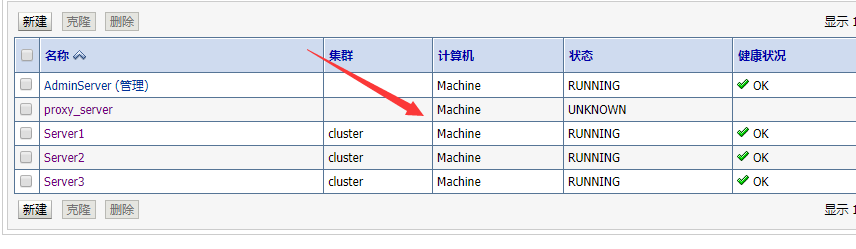 新建 克隆 删除 显示 1
名称 集群 计算机 状态 健康状况
AdminServer (管理) Machine RUNNING OK
proxy_server Machine UNKNOWN
Server1 cluster Machine RUNNING OK
Server2 cluster Machine RUNNING OK
Server3 cluster Machine RUNNING OK
新建 克隆 删除 显示 1